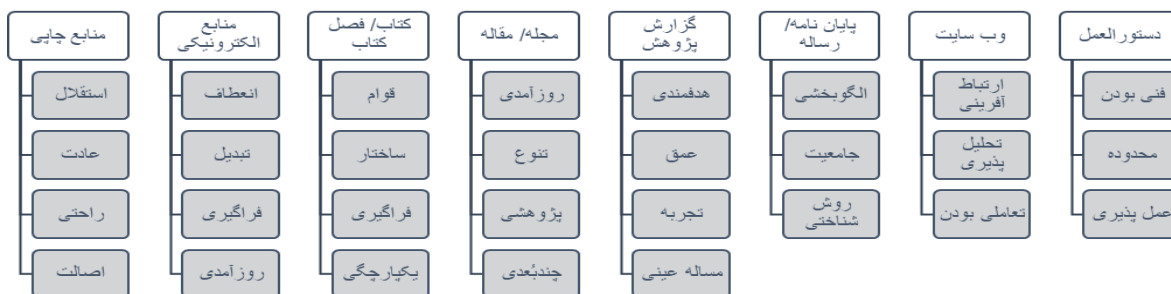 دستورالعمل
فنی بودن
محدوده
عمل پذیری
وب سایت
ارتباط
آفرینی
تحلیل
پذیری
تعاملی بودن
پایان نامه/
رساله
الگوبخشی
جامعیت
روش
شناختی
گزارش
پژوهش
هدفمندی
عمق
تجربه
مساله عینی
مجله/ مقاله
روزآمدی
تنوع
پژوهشی
چندبُعدی
کتاب/ فصل
کتاب
قوام
ساختار
فراگیری
یکپارچگی
منابع
الکترونیکی
انعطاف
تبدیل
فراگیری
روزآمدی
منابع چاپی
استقلال
عادت
راحتی
اصالت